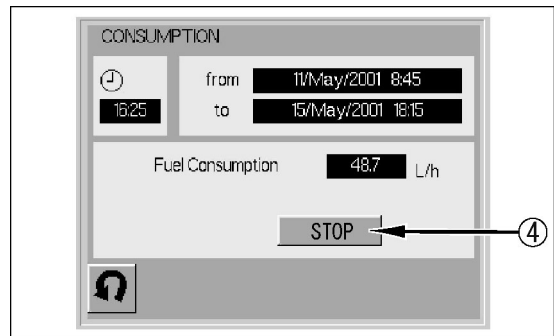 CONSUMPTION
from 11/May/2001 8:45
16:25 to 15/May/2001 18:15
Fuel Consumption 48.7 L/h
STOP ④